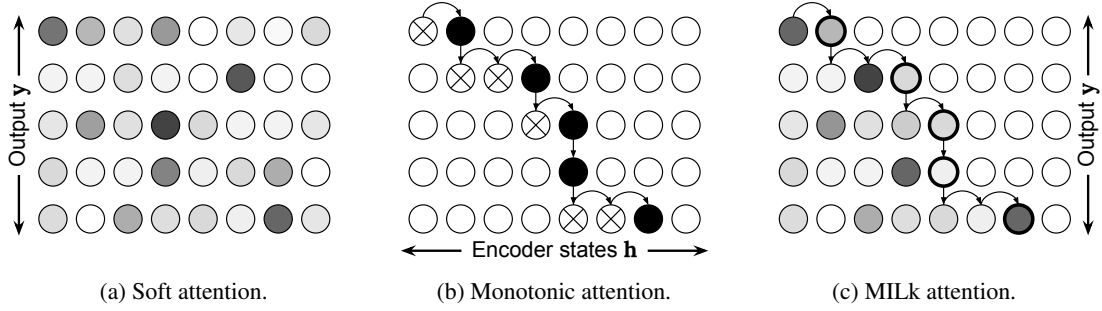 Output y
Encoder states h
Output y
(a) Soft attention.
(b) Monotonic attention.
(c) MILk attention.